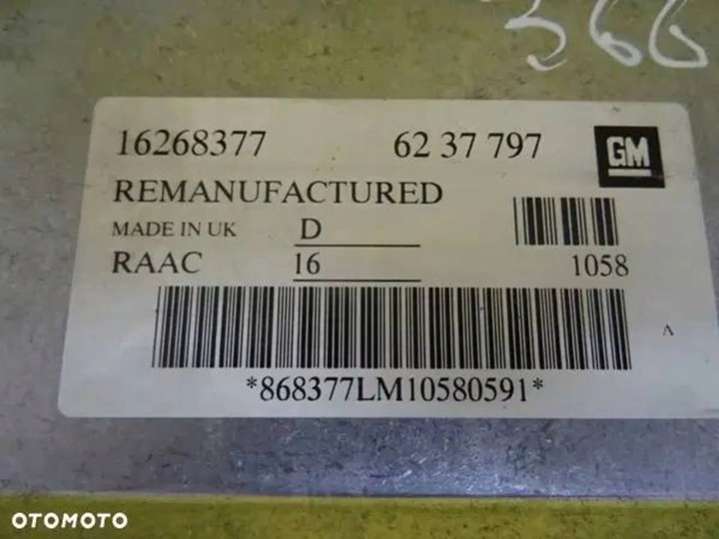 366
16268377 62 37 797 GM
REMANUFACTURED
MADE IN UK D
RAAC 16 1058
A
*868377LM10580591*
OTOMOTO